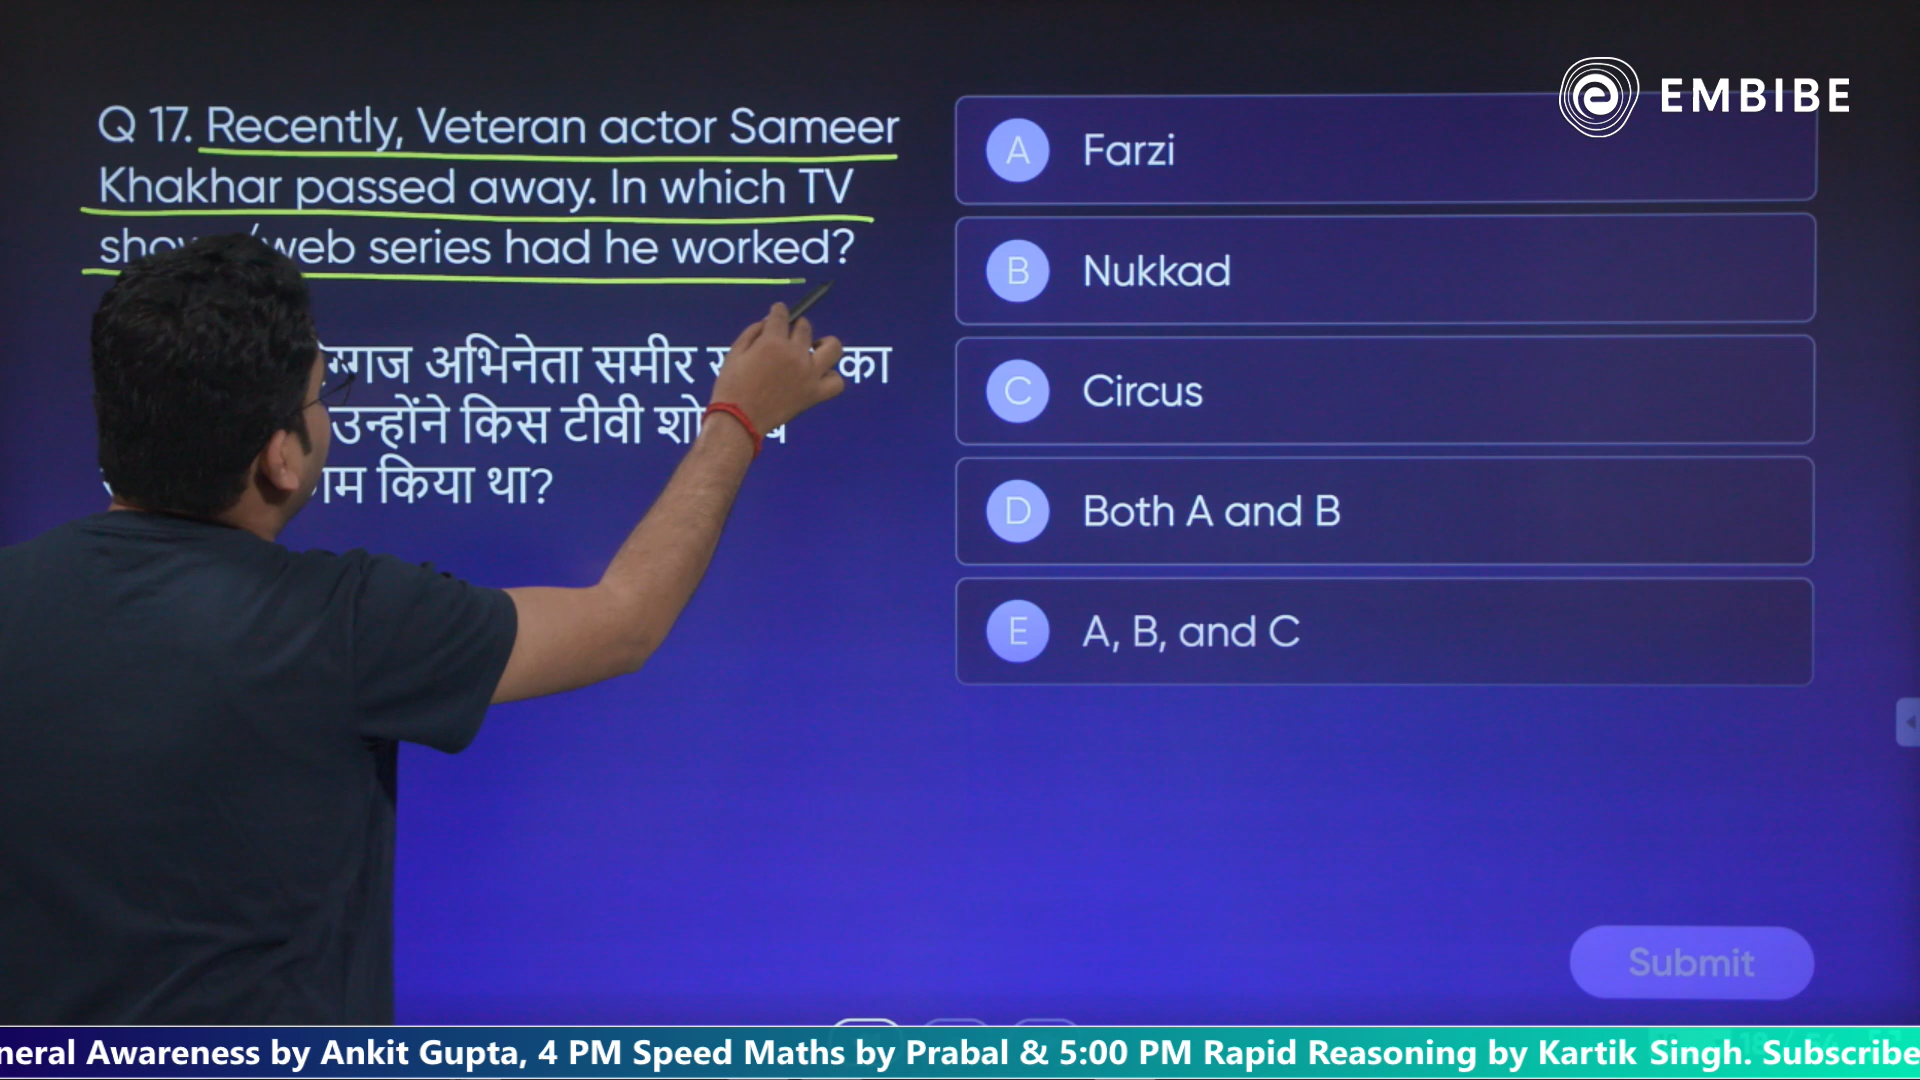 EMBIBE
Q 17. Recently, Veteran actor Sameer
Khakhar passed away. In which TV
web series had he worked?
अभिनेता समीर का
उन्होंने किस टीवी
किया था?
A Farzi
B Nukkad
C Circus
D Both A and B
E A, B, and C
Submit
Awareness by Ankit Gupta, 4 PM Speed Maths by Prabal & 5:00 PM Rapid Reasoning by Kartik Singh. Subscribe